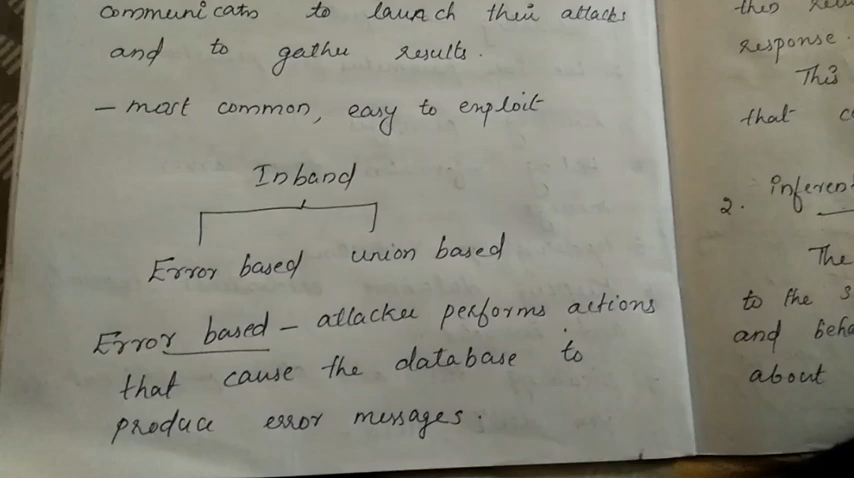 communicatn to launch their attacks
and to gather results.
- most common, easy to exploit
Inband
Error based union based
Error based - attacker performs actions
that cause the database to
produce error messages.
response.
This
that
2. inferen
The
to the s
and beha
about